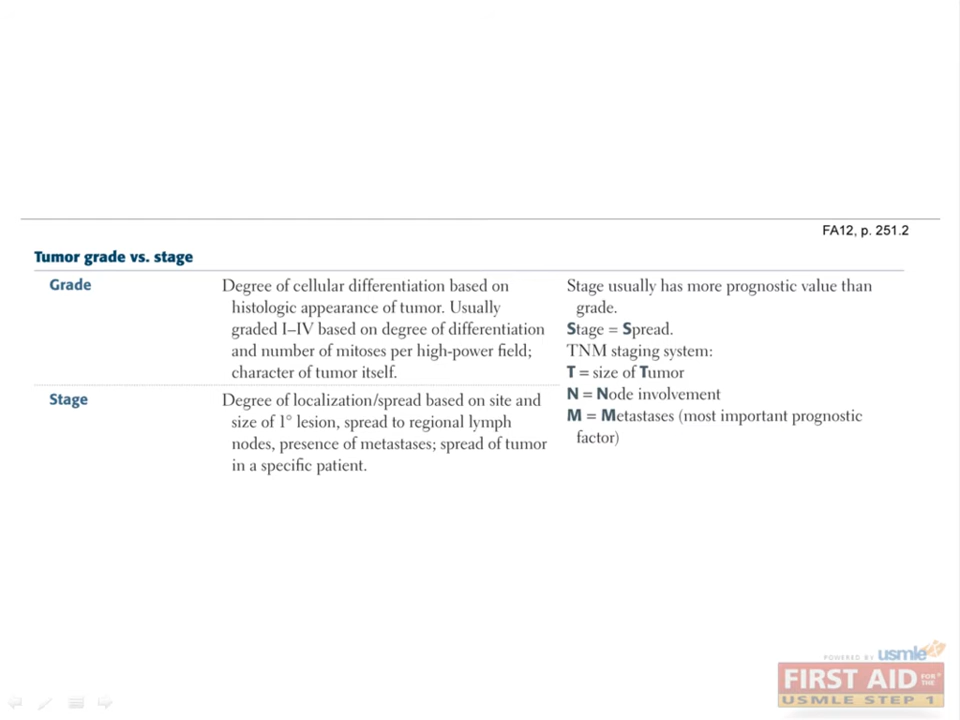 FA12, p. 251.2
Tumor grade vs. stage
Grade
Degree of cellular differentiation based on
histologic appearance of tumor. Usually
graded I–IV based on degree of differentiation
and number of mitoses per high-power field;
character of tumor itself.
Stage
Degree of localization/spread based on site and
size of 1° lesion, spread to regional lymph
nodes, presence of metastases; spread of tumor
in a specific patient.
Stage usually has more prognostic value than
grade.
Stage = Spread.
TNM staging system:
T = size of Tumor
N = Node involvement
M = Metastases (most important prognostic
factor)
POWERED BY usmle
FIRST AID FOR THE
USMLE STEP 1